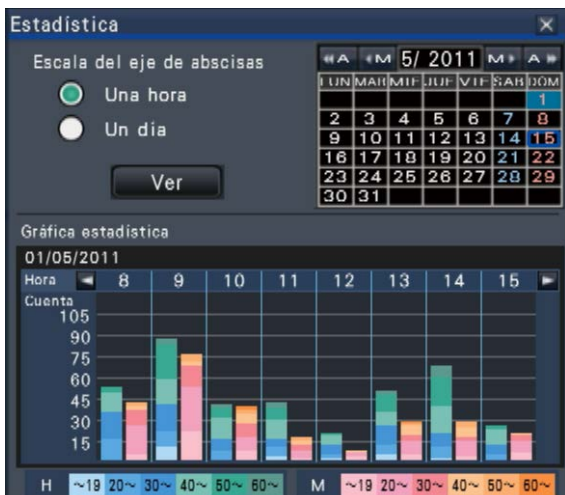 Estadística
Escala del eje de abscisas
Una hora
Un día
Ver
A M 5/ 2011 M A
LUN MAR MIE JUE VIE SAB DOM
1
2 3 4 5 6 7 8
9 10 11 12 13 14 15
16 17 18 19 20 21 22
23 24 25 26 27 28 29
30 31
Gráfica estadística
01/05/2011
Hora 8 9 10 11 12 13 14 15
Cuenta
105
90
75
60
45
30
15
H ~19 20~ 30~ 40~ 50~ 60~ M ~19 20~ 30~ 40~ 50~ 60~